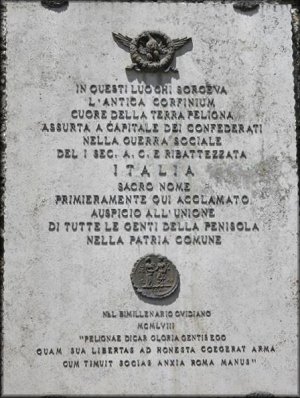 IN QUESTI LUOGHI SORGEVA
L'ANTICA CORFINIUM
CUORE DELLA TERRA PELIGNA
ASSURTA A CAPITALE DEI CONFEDERATI
NELLA GUERRA SOCIALE
DEL I SEC. A. C. E RIBATTEZZATA
ITALIA
SACRO NOME
PRIMIERAMENTE QUI ACCLAMATO
AUSPICIO ALL'UNIONE
DI TUTTE LE GENTI DELLA PENISOLA
NELLA PATRIA COMUNE
NEL BIMILLENARIO OVIDIANO
MCMLVIII
"PELIGNAE DICAR GLORIA GENTIS EGO
QUAM SUA LIBERTAS AD HONESTA COEGERAT ARMA
CUM TIMUIT SOCIAS ANXIA ROMA MANUS"